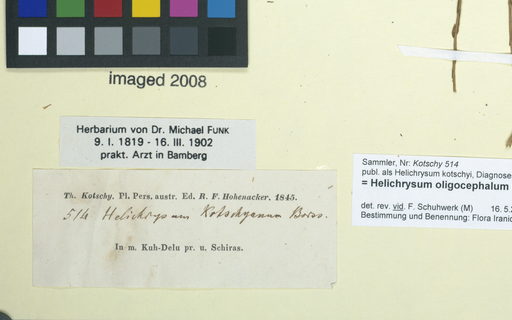 imaged 2008
Herbarium von Dr. Michael FUNK
9. I. 1819 - 16. III. 1902
prakt. Arzt in Bamberg
Th. Kotschy. Pl. Pers. austr. Ed. R. F. Hohenacker. 1845.
514 Helichrysum Kotschyanum Boiss.
In m. Kuh-Delu pr. u. Schiras.
Sammler, Nr: Kotschy 514
publ. als Helichrysum kotschyi, Diagnose
= Helichrysum oligocephalum
det. rev. vid. F. Schuhwerk (M) 16. 5.
Bestimmung und Benennung: Flora Iranic